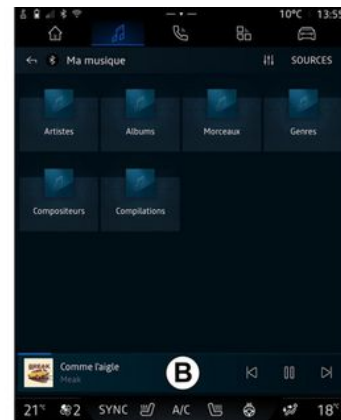 10°C 13:55
Ma musique SOURCES
Artistes Albums Morceaux Genres
Compositeurs Compilations
BREAK Comme l'aigle
Meak
B
21° 2 SYNC A/C 18°